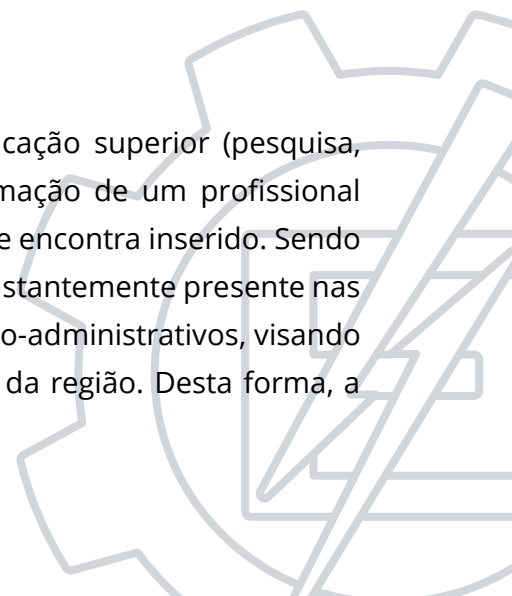 cação superior (pesquisa,
mação de um profissional
e encontra inserido. Sendo
stantemente presente nas
o-administrativos, visando
da região. Desta forma, a